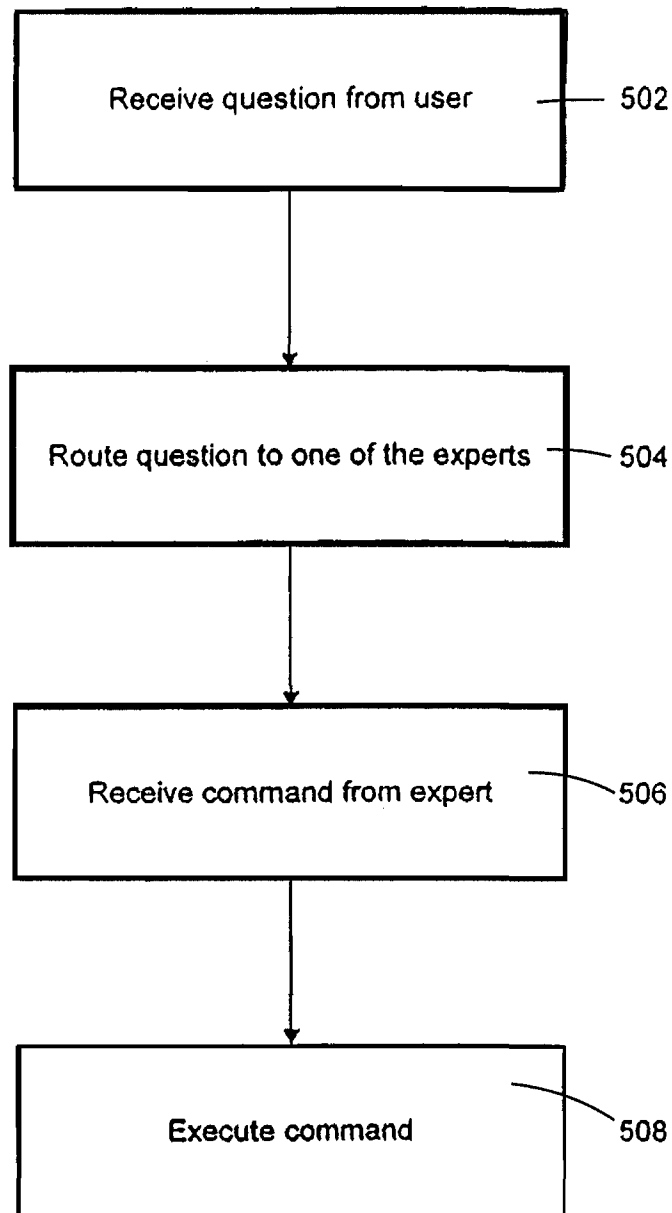 Receive question from user 502
Route question to one of the experts 504
Receive command from expert 506
Execute command 508